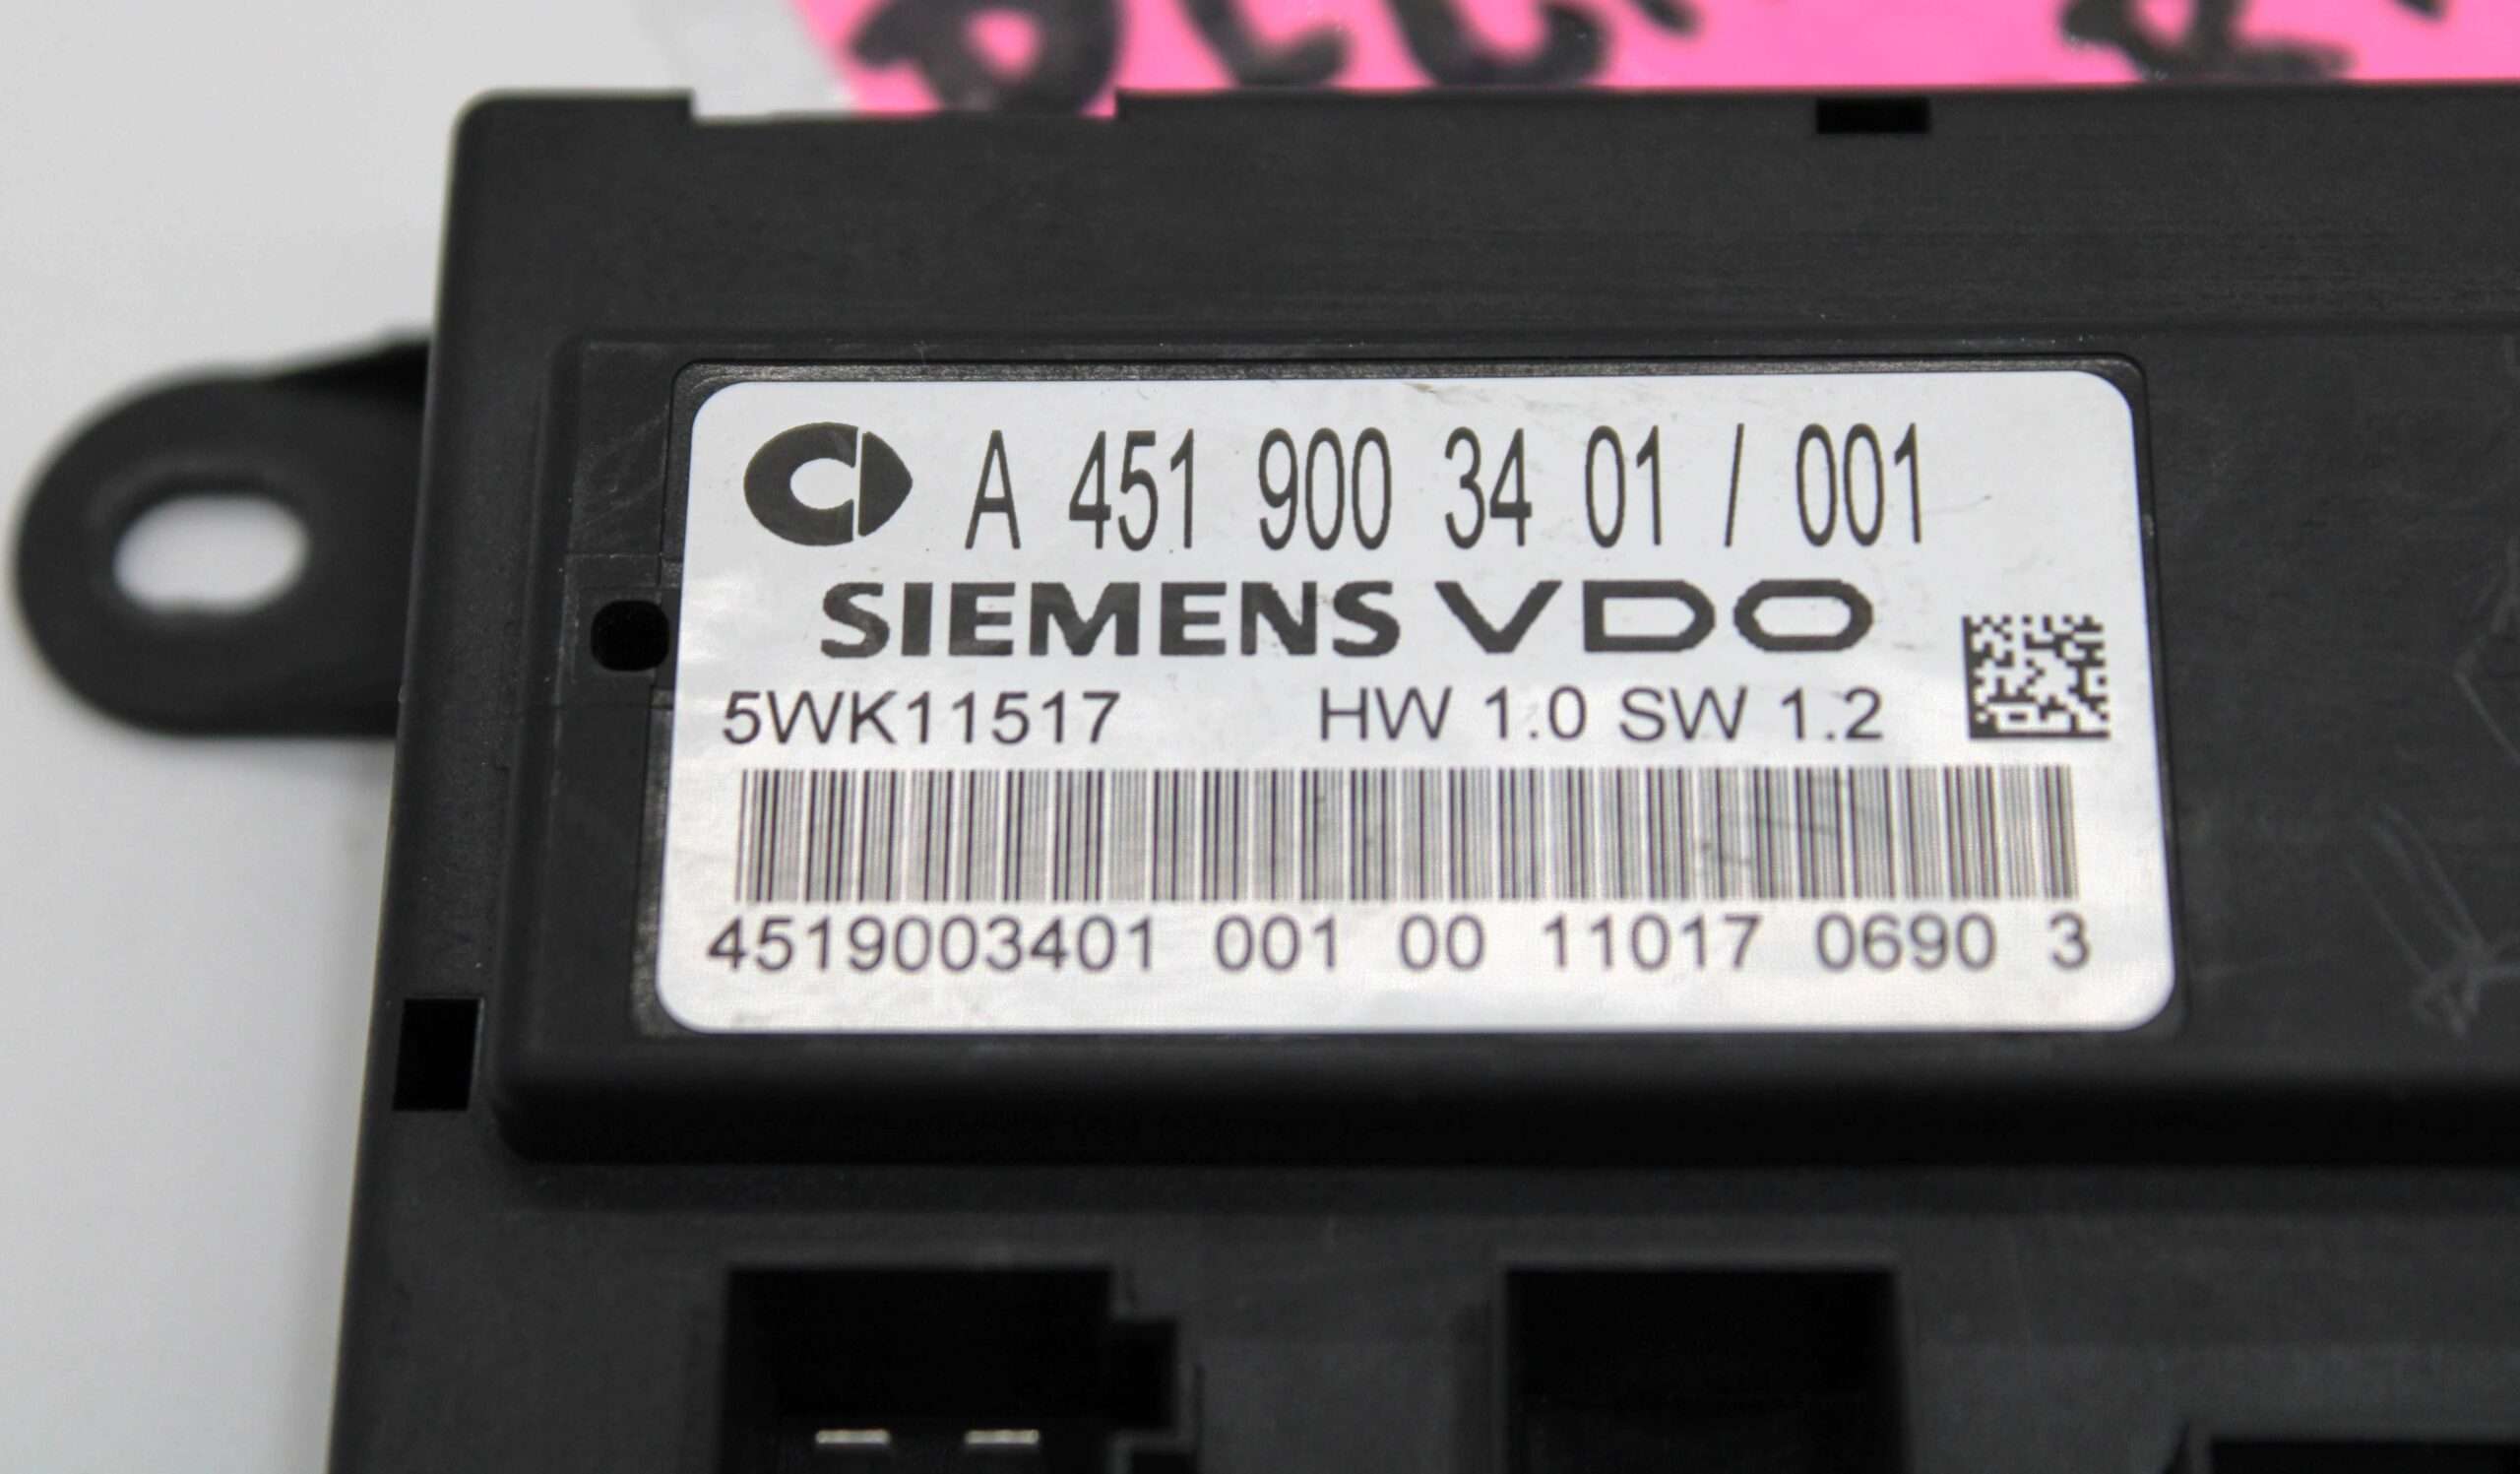 A 451 900 34 01 / 001
SIEMENS VDO
5WK11517 HW 1.0 SW 1.2
4519003401 001 00 11017 0690 3